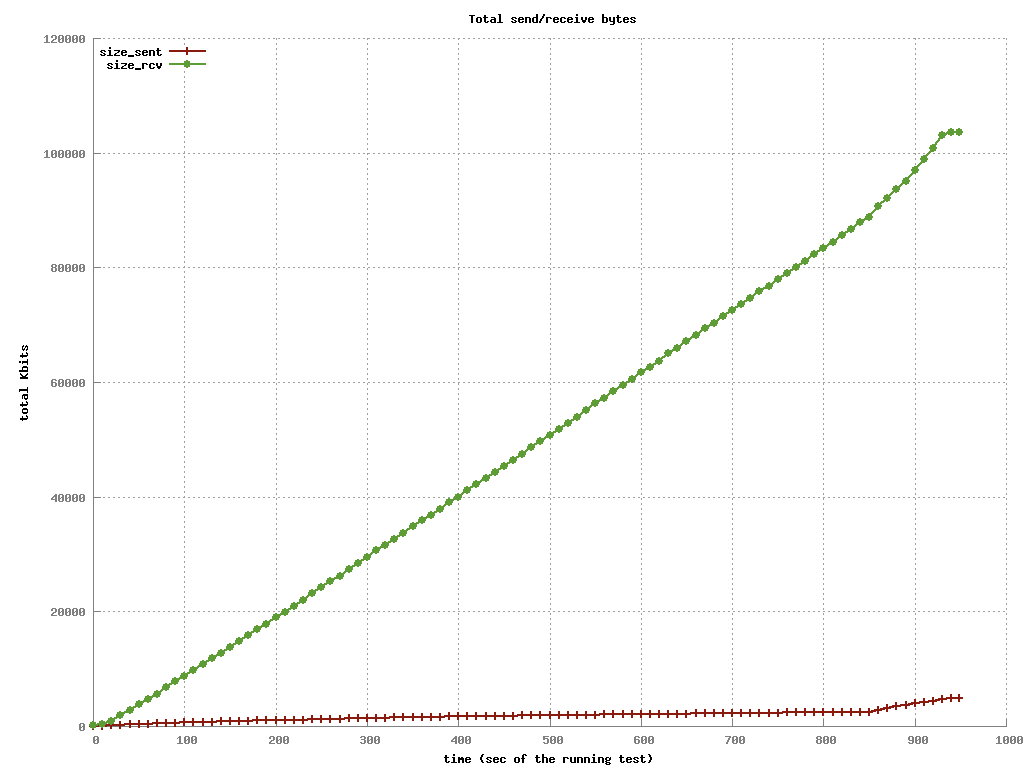 Total send/receive bytes
120000
size_sent
size_rcv
100000
80000
60000
total Kbits
40000
20000
0
0 100 200 300 400 500 600 700 800 900 1000
time (sec of the running test)